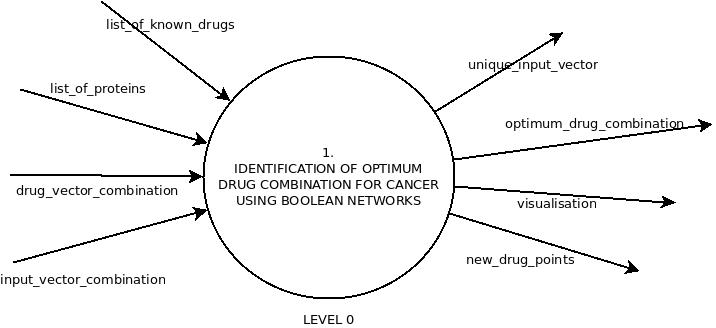 list_of_known_drugs
list_of_proteins
drug_vector_combination
input_vector_combination
1.
IDENTIFICATION OF OPTIMUM
DRUG COMBINATION FOR CANCER
USING BOOLEAN NETWORKS
unique_input_vector
optimum_drug_combination
visualisation
new_drug_points
LEVEL 0